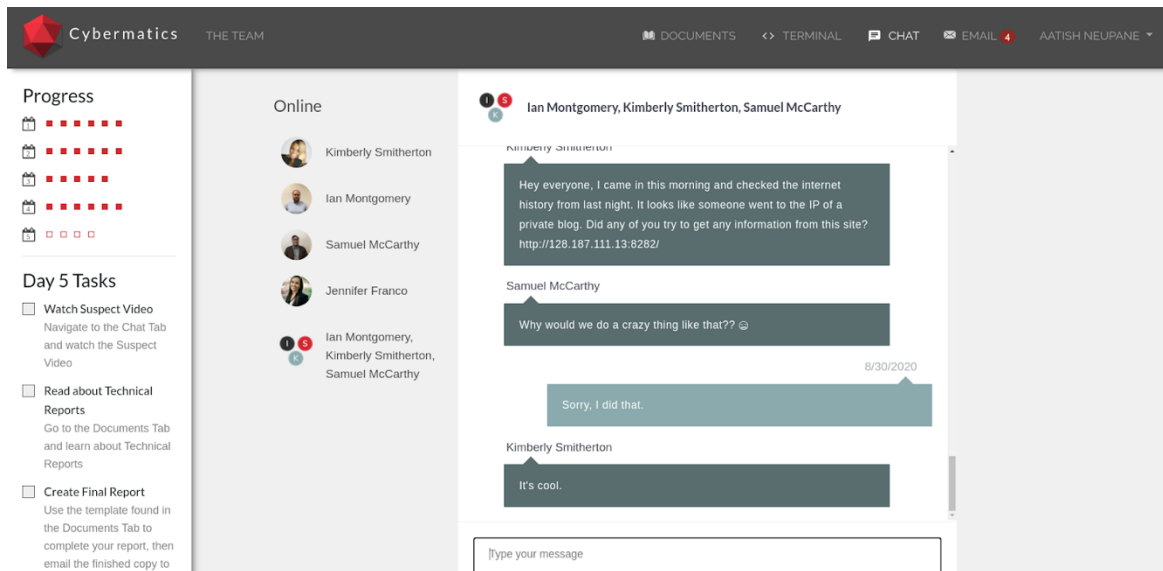 Cybermatics
THE TEAM
DOCUMENTS
<> TERMINAL
CHAT
EMAIL 4
AATISH NEUPANE
Progress
1
2
3
4
5
Day 5 Tasks
Watch Suspect Video
Navigate to the Chat Tab
and watch the Suspect
Video
Read about Technical
Reports
Go to the Documents Tab
and learn about Technical
Reports
Create Final Report
Use the template found in
the Documents Tab to
complete your report, then
email the finished copy to
Online
Kimberly Smitherton
Ian Montgomery
Samuel McCarthy
Jennifer Franco
I S
K
Ian Montgomery,
Kimberly Smitherton,
Samuel McCarthy
I S
K
Ian Montgomery, Kimberly Smitherton, Samuel McCarthy
Kimberly Smitherton
Hey everyone, I came in this morning and checked the internet
history from last night. It looks like someone went to the IP of a
private blog. Did any of you try to get any information from this site?
http://128.187.111.13:8282/
Samuel McCarthy
Why would we do a crazy thing like that?? ☺
8/30/2020
Sorry, I did that.
Kimberly Smitherton
It's cool.
Type your message